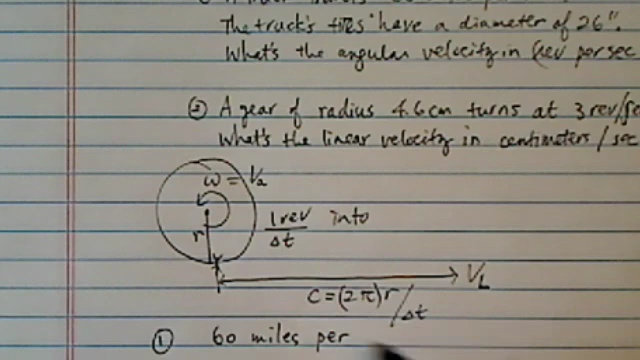 The truck's tires have a diameter of 26".
What's the angular velocity in rev per sec
② A gear of radius 4.6cm turns at 3 rev/sec
What's the linear velocity in centimeters / sec
ω = Va
r
1 rev into
Δt
VL
C = (2π)r / Δt
① 60 miles per